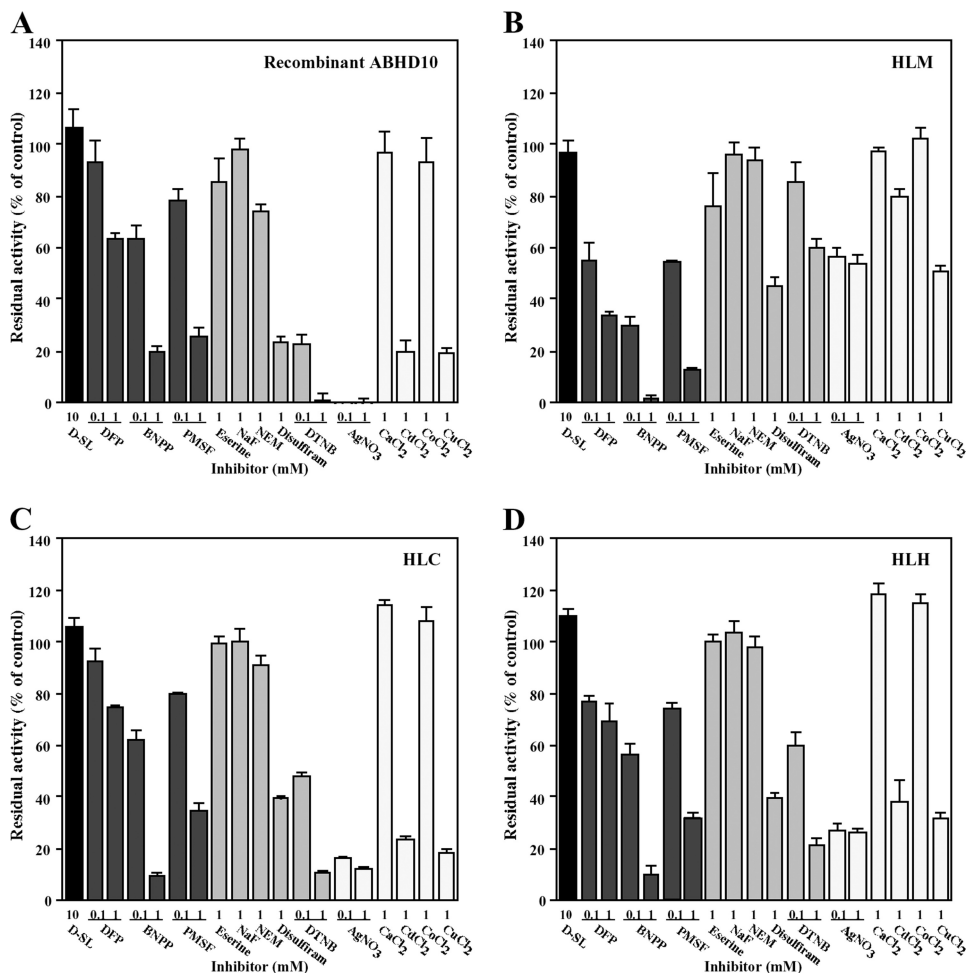 A
Recombinant ABHD10
Residual activity (% of control)
140
120
100
80
60
40
20
0
10 0.1 1 0.1 1 0.1 1 1 1 1 1 0.1 1 0.1 1 1 1 1 1
D-SL DFP BNPP PMSF Eserine NaF NEM Disulfiram DTNB AgNO3 CaCl2 CdCl2 CoCl2 CuCl2
Inhibitor (mM)
B
HLM
Residual activity (% of control)
140
120
100
80
60
40
20
0
10 0.1 1 0.1 1 0.1 1 1 1 1 1 0.1 1 0.1 1 1 1 1 1
D-SL DFP BNPP PMSF Eserine NaF NEM Disulfiram DTNB AgNO3 CaCl2 CdCl2 CoCl2 CuCl2
Inhibitor (mM)
C
HLC
Residual activity (% of control)
140
120
100
80
60
40
20
0
10 0.1 1 0.1 1 0.1 1 1 1 1 1 0.1 1 0.1 1 1 1 1 1
D-SL DFP BNPP PMSF Eserine NaF NEM Disulfiram DTNB AgNO3 CaCl2 CdCl2 CoCl2 CuCl2
Inhibitor (mM)
D
HLH
Residual activity (% of control)
140
120
100
80
60
40
20
0
10 0.1 1 0.1 1 0.1 1 1 1 1 1 0.1 1 0.1 1 1 1 1 1
D-SL DFP BNPP PMSF Eserine NaF NEM Disulfiram DTNB AgNO3 CaCl2 CdCl2 CoCl2 CuCl2
Inhibitor (mM)